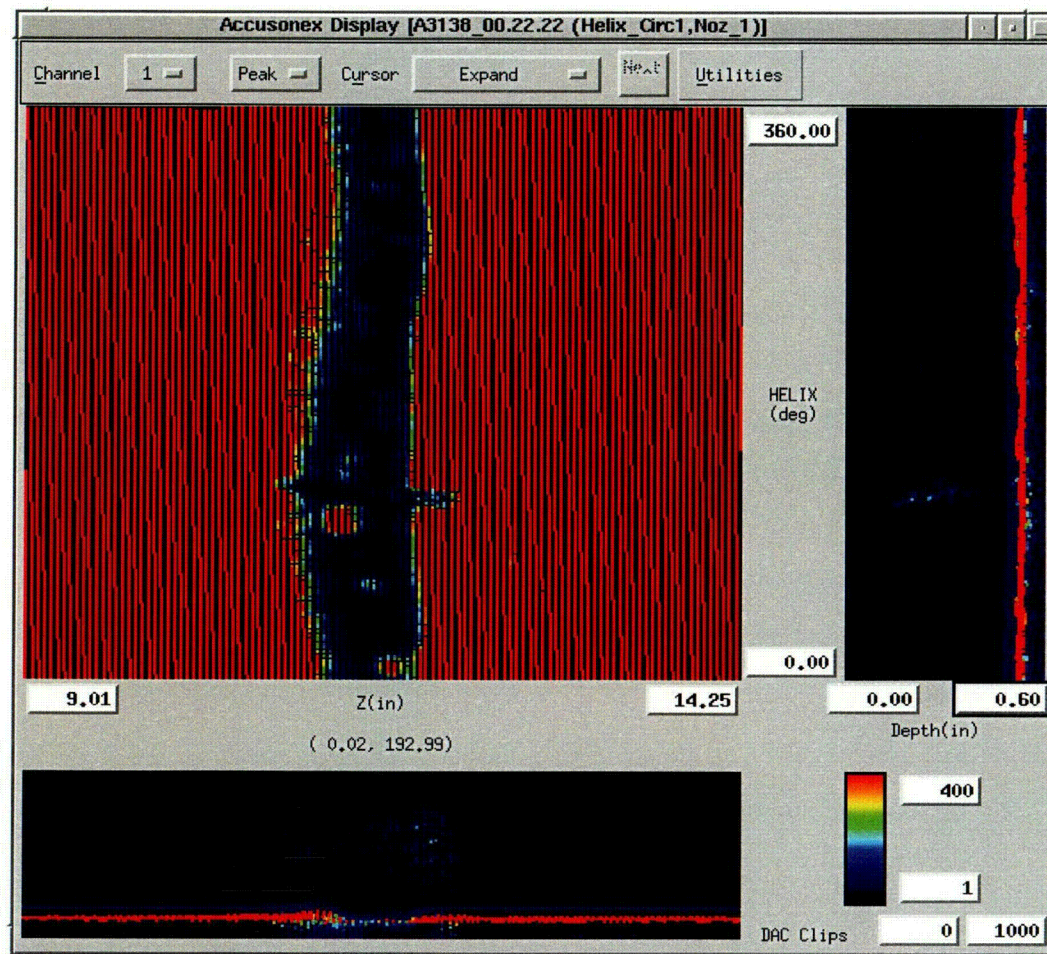 Accusonex Display [A3138_00.22.22 (Helix_Circ1,Noz_1)]
Channel 1 Peak Cursor Expand Next Utilities
360.00
HELIX
(deg)
0.00
9.01 Z(in) 14.25 0.00 0.60
Depth(in)
( 0.02, 192.99)
400
1
DAC Clips 0 1000